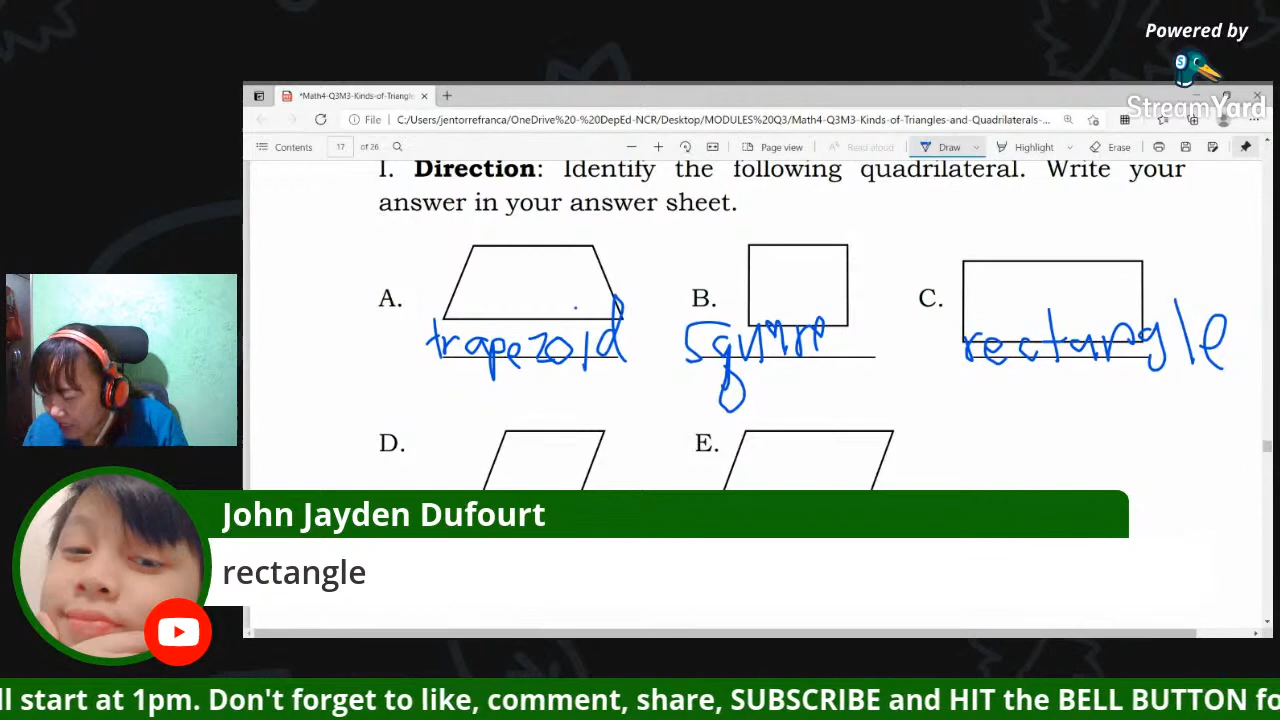 Powered by
StreamYard
*Math4-Q3M3-Kinds-of-Triangle
File
C:/Users/jentorrefranca/OneDrive%20-%20DepEd-NCR/Desktop/MODULES%20Q3/Math4-Q3M3-Kinds-of-Triangles-and-Quadrilaterals-...
Contents
17
of 26
Page view
Read aloud
Draw
Highlight
Erase
I. Direction: Identify the following quadrilateral. Write your
answer in your answer sheet.
A.
B.
C.
trapezoid
rectangle
D.
E.
John Jayden Dufourt
rectangle
ll start at 1pm. Don't forget to like, comment, share, SUBSCRIBE and HIT the BELL BUTTON fo